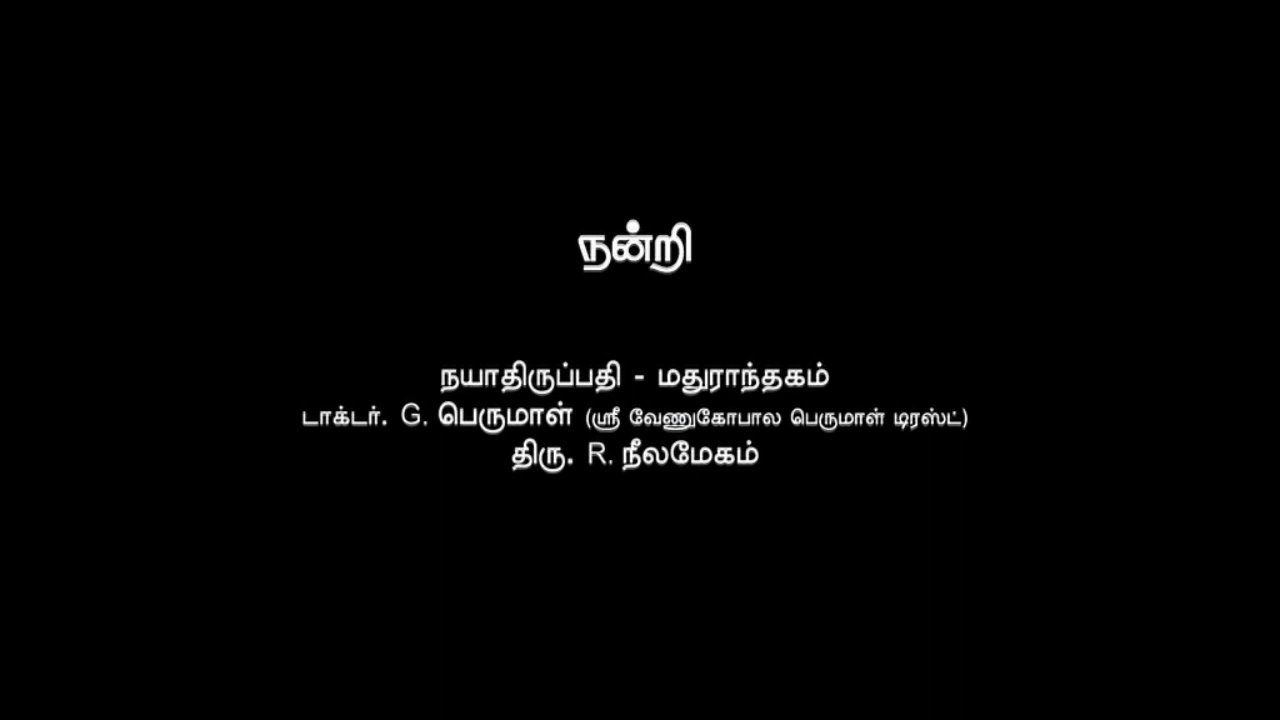 நன்றி
நயாதிருப்பதி - மதுராந்தகம்
டாக்டர். G. பெருமாள் (ஸ்ரீ வேணுகோபால பெருமாள் டிரஸ்ட்)
திரு. R. நீலமேகம்